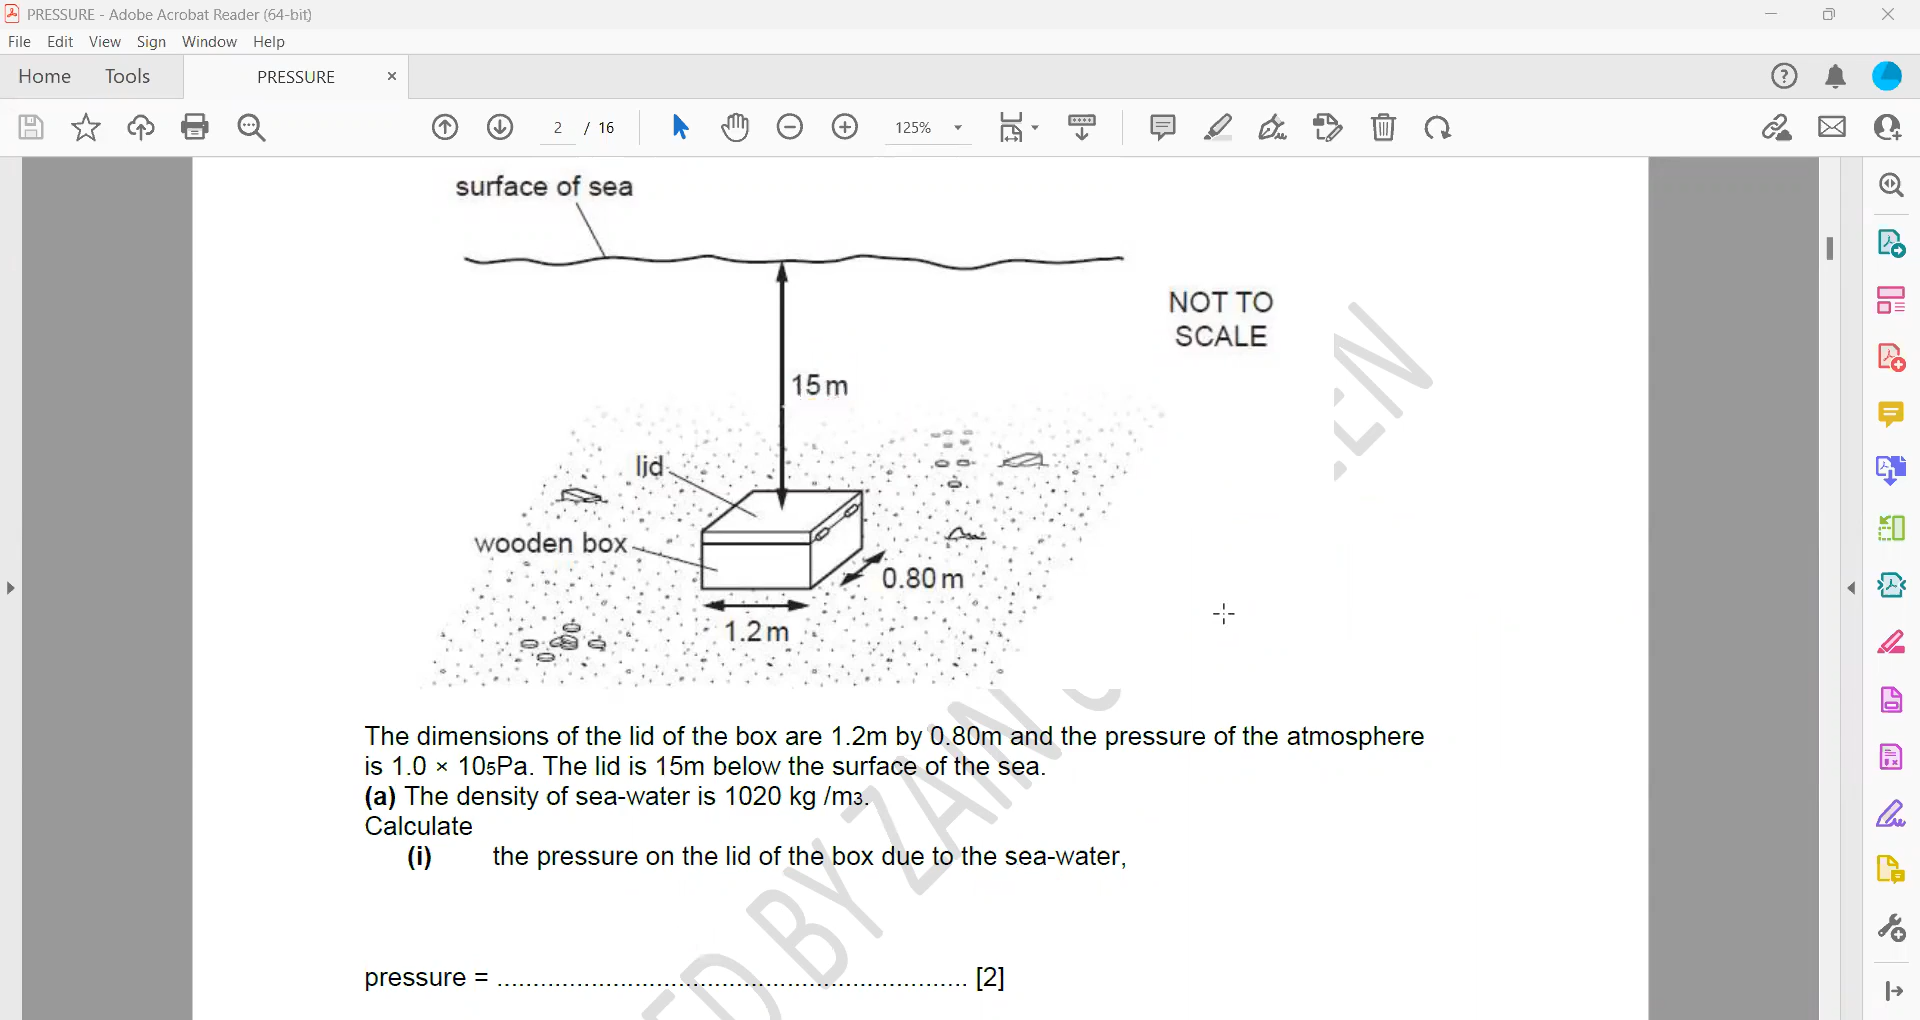 PRESSURE - Adobe Acrobat Reader (64-bit)
File Edit View Sign Window Help
Home Tools PRESSURE
2 / 16 125%
surface of sea
NOT TO
SCALE
15 m
lid
wooden box
0.80 m
1.2 m
The dimensions of the lid of the box are 1.2m by 0.80m and the pressure of the atmosphere
is 1.0 × 105Pa. The lid is 15m below the surface of the sea.
(a) The density of sea-water is 1020 kg /m3.
Calculate
(i) the pressure on the lid of the box due to the sea-water,
pressure = .................................................................. [2]
ED BY ZAIN
EN